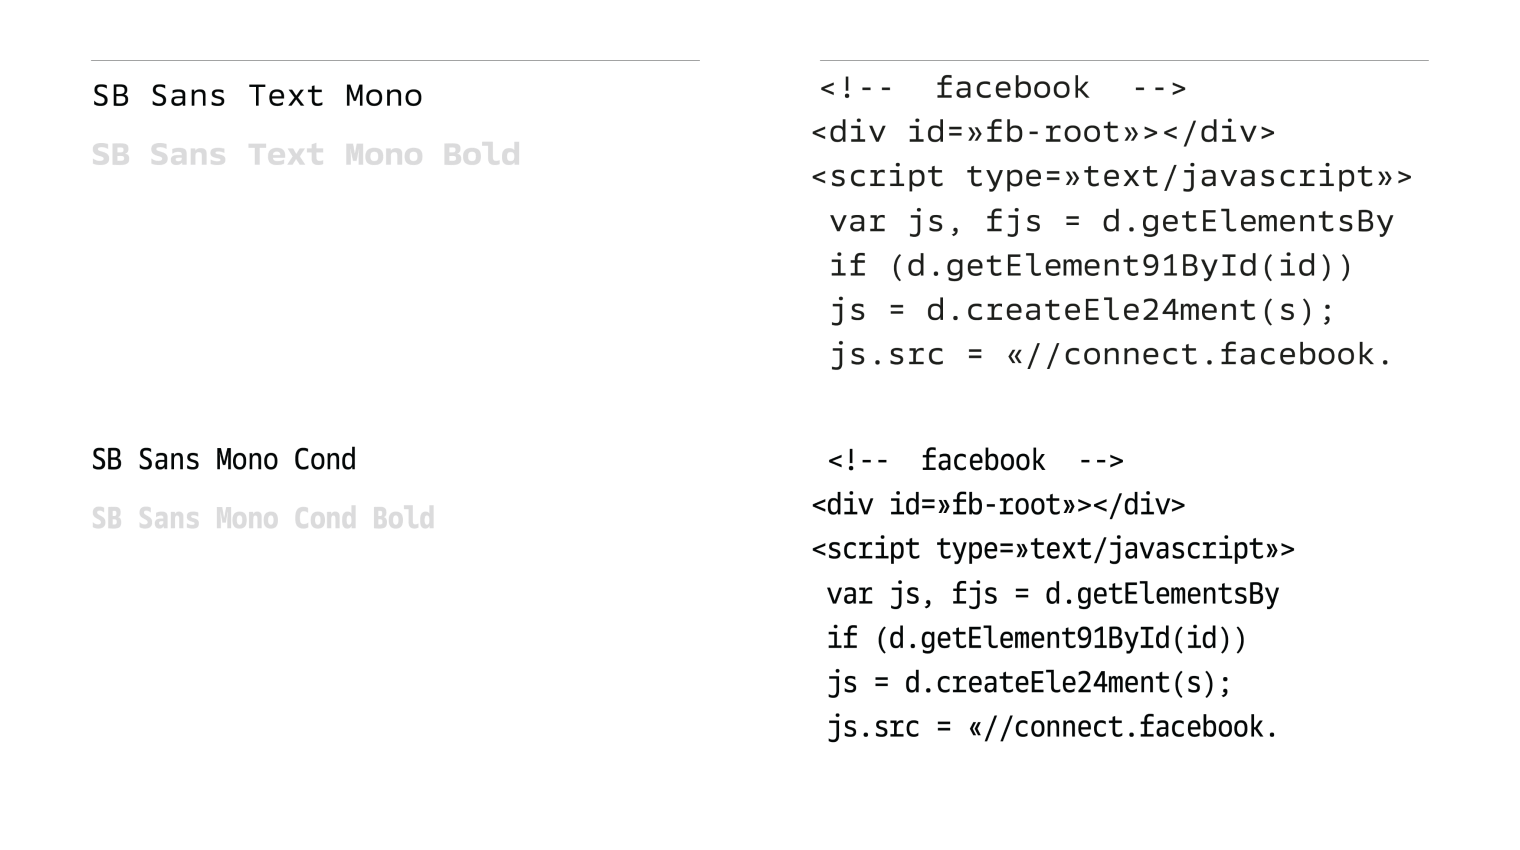 SB Sans Text Mono
SB Sans Text Mono Bold
<!--  facebook  -->
<div id=»fb-root»></div>
<script type=»text/javascript»>
var js, fjs = d.getElementsBy
if (d.getElement91ById(id))
js = d.createEle24ment(s);
js.src = «//connect.facebook.
SB Sans Mono Cond
SB Sans Mono Cond Bold
<!--  facebook  -->
<div id=»fb-root»></div>
<script type=»text/javascript»>
var js, fjs = d.getElementsBy
if (d.getElement91ById(id))
js = d.createEle24ment(s);
js.src = «//connect.facebook.